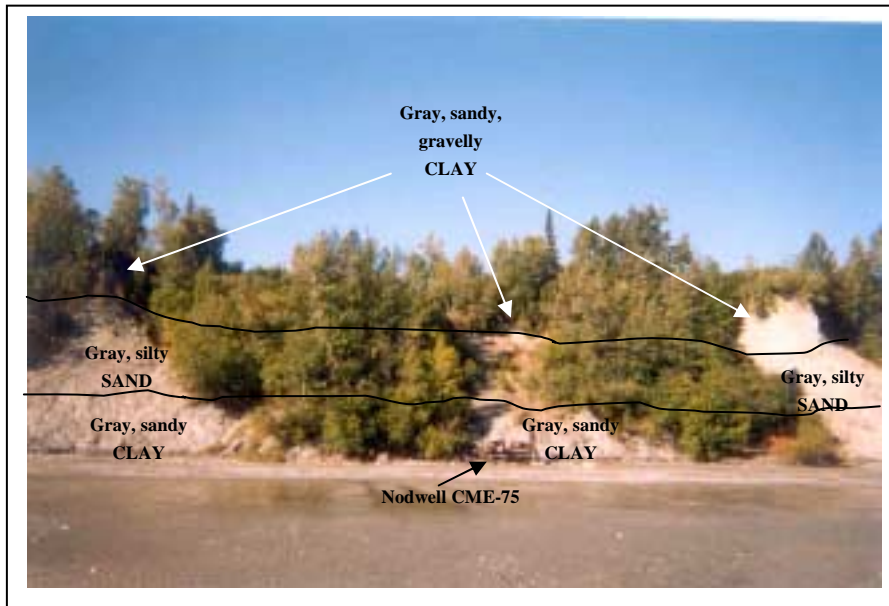 Gray, sandy,
gravelly
CLAY
Gray, silty
SAND
Gray, silty
SAND
Gray, sandy
CLAY
Gray, sandy
CLAY
Nodwell CME-75